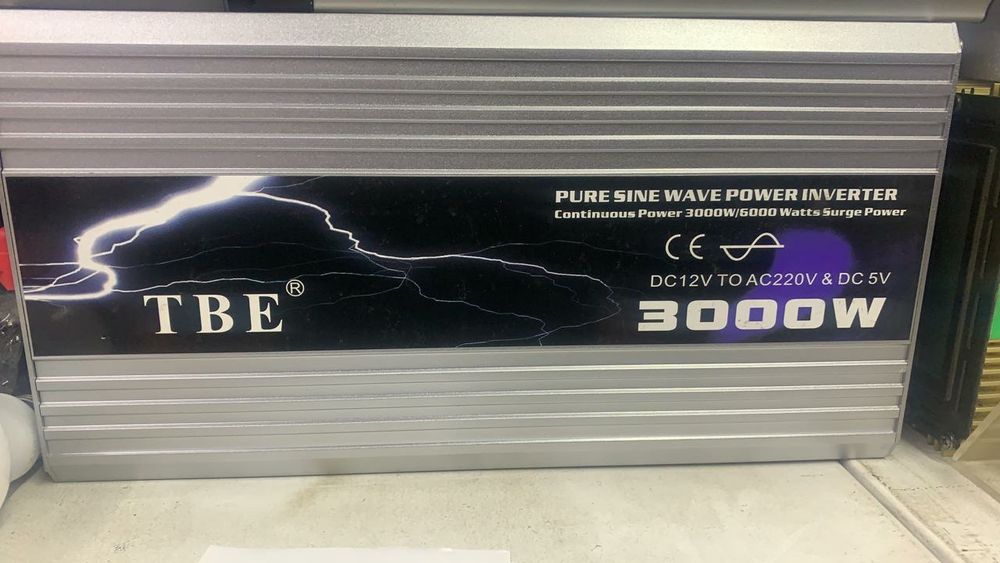 PURE SINE WAVE POWER INVERTER
Continuous Power 3000W/6000 Watts Surge Power
CE
DC12V TO AC220V & DC 5V
TBE®
3000W